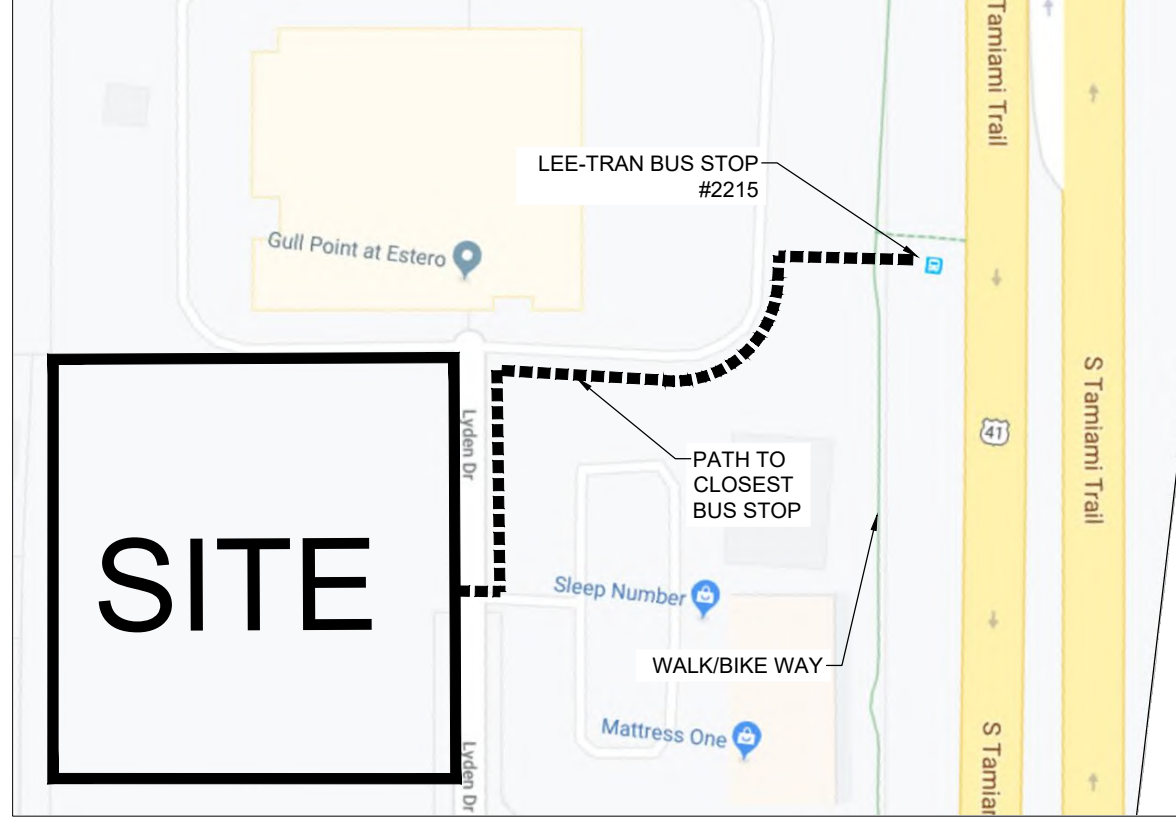 Tamiami Trail
LEE-TRAN BUS STOP
#2215
Gull Point at Estero
S Tamiami Trail
41
Lyden Dr
PATH TO
CLOSEST
BUS STOP
SITE
Sleep Number
WALK/BIKE WAY
Mattress One
S Tamiar
Lyden Dr